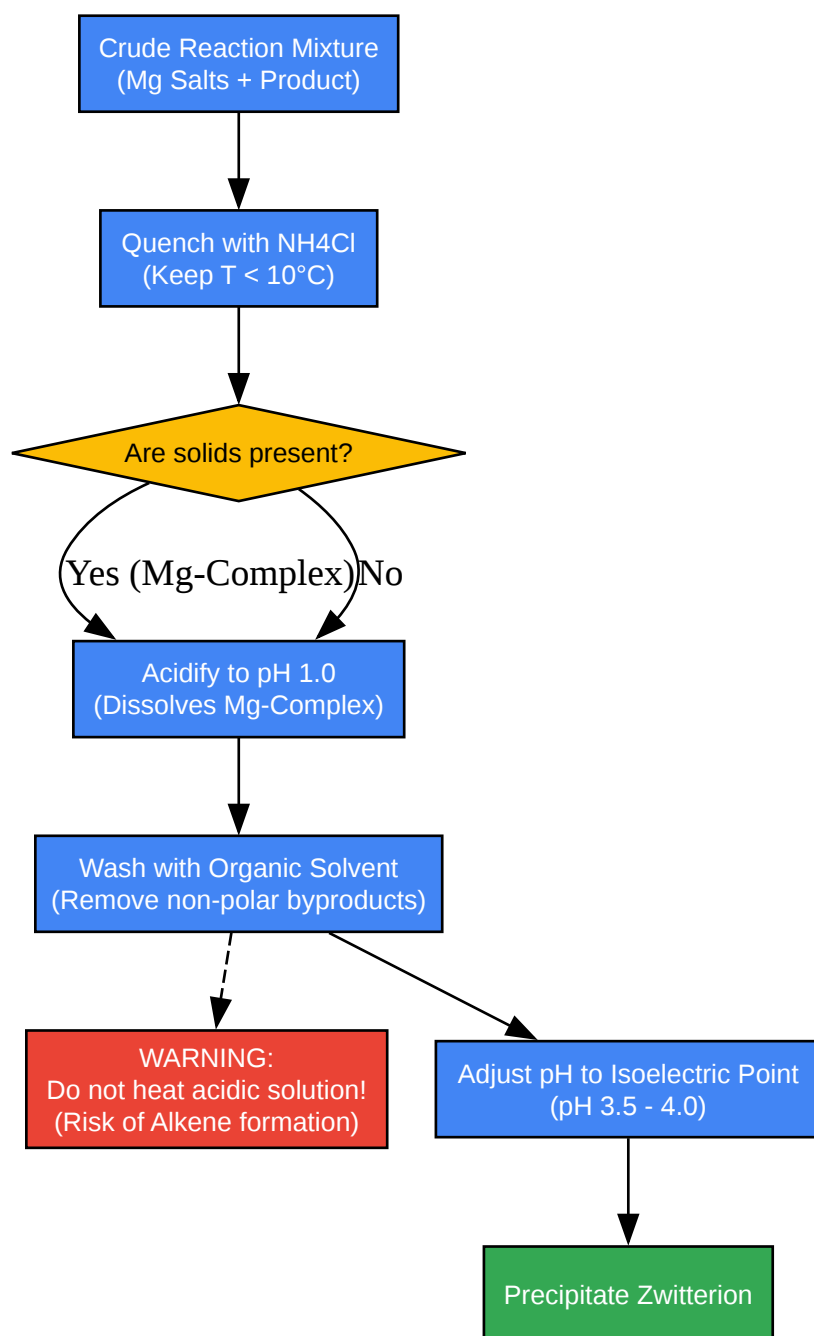 Crude Reaction Mixture
(Mg Salts + Product)
Quench with NH4Cl
(Keep T < 10°C)
Are solids present?
Yes (Mg-Complex)
No
Acidify to pH 1.0
(Dissolves Mg-Complex)
Wash with Organic Solvent
(Remove non-polar byproducts)
WARNING:
Do not heat acidic solution!
(Risk of Alkene formation)
Adjust pH to Isoelectric Point
(pH 3.5 - 4.0)
Precipitate Zwitterion